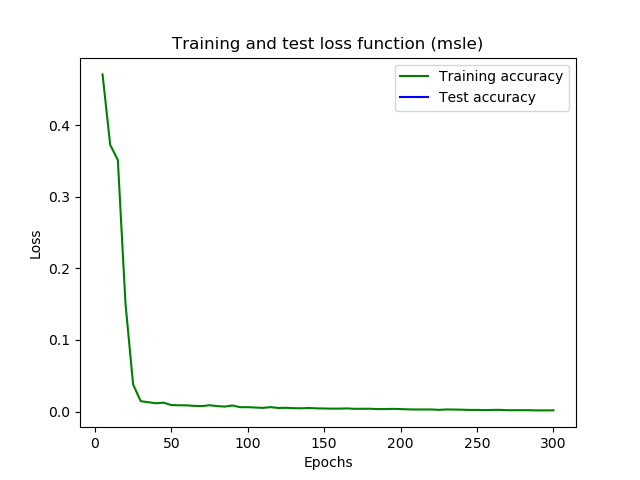 Training and test loss function (msle)
Training accuracy
Test accuracy
0.4
0.3
0.2
0.1
0.0
Loss
0 50 100 150 200 250 300
Epochs